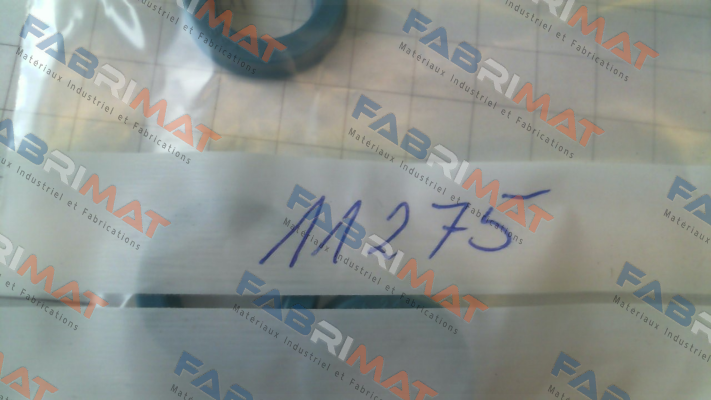 FABRIMAT
Materiaux Industriel et Fabrications
11275